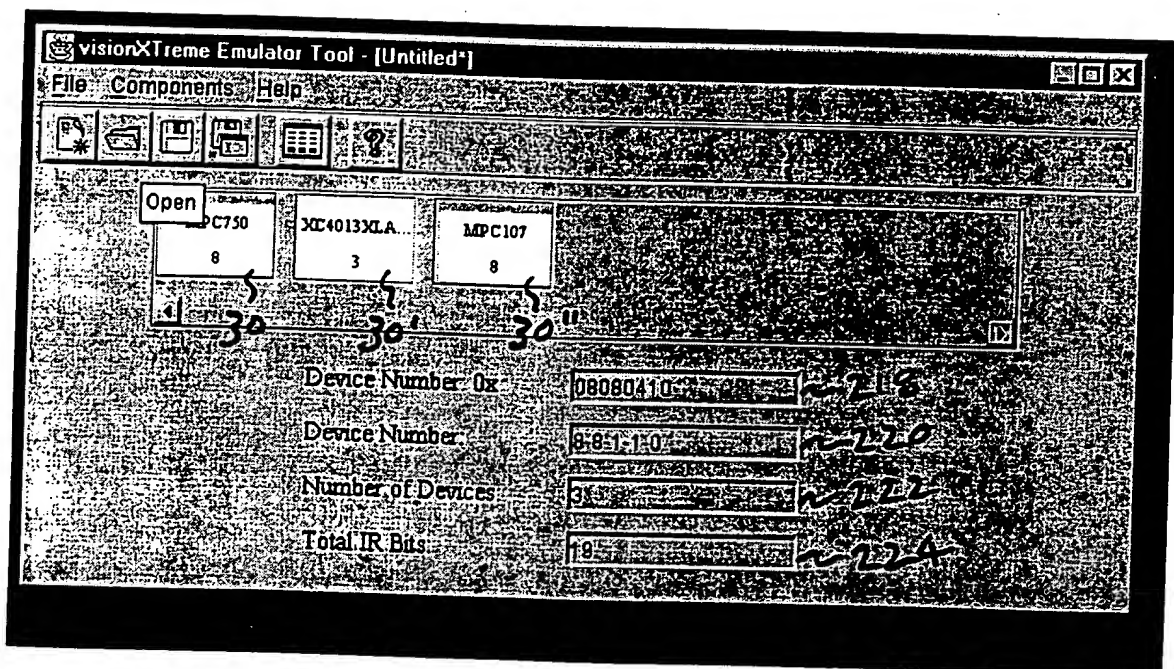 visionXTreme Emulator Tool - [Untitled*]
File Components Help
Open
MPC750 XC4013XLA... MPC107
8 3 8
30 30' 30"
Device Number: 0x 08080410 ~218
Device Number: 8-8-1-1-0 ~220
Number of Devices 3 ~222
Total IR Bits 19 ~224